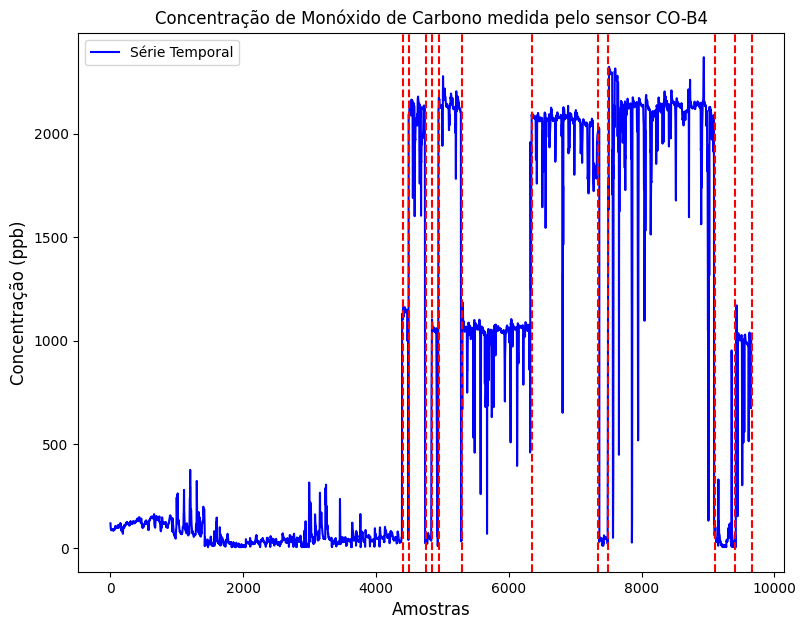 Concentração de Monóxido de Carbono medida pelo sensor CO-B4
Série Temporal
Concentração (ppb)
2000
1500
1000
500
0
0 2000 4000 6000 8000 10000
Amostras